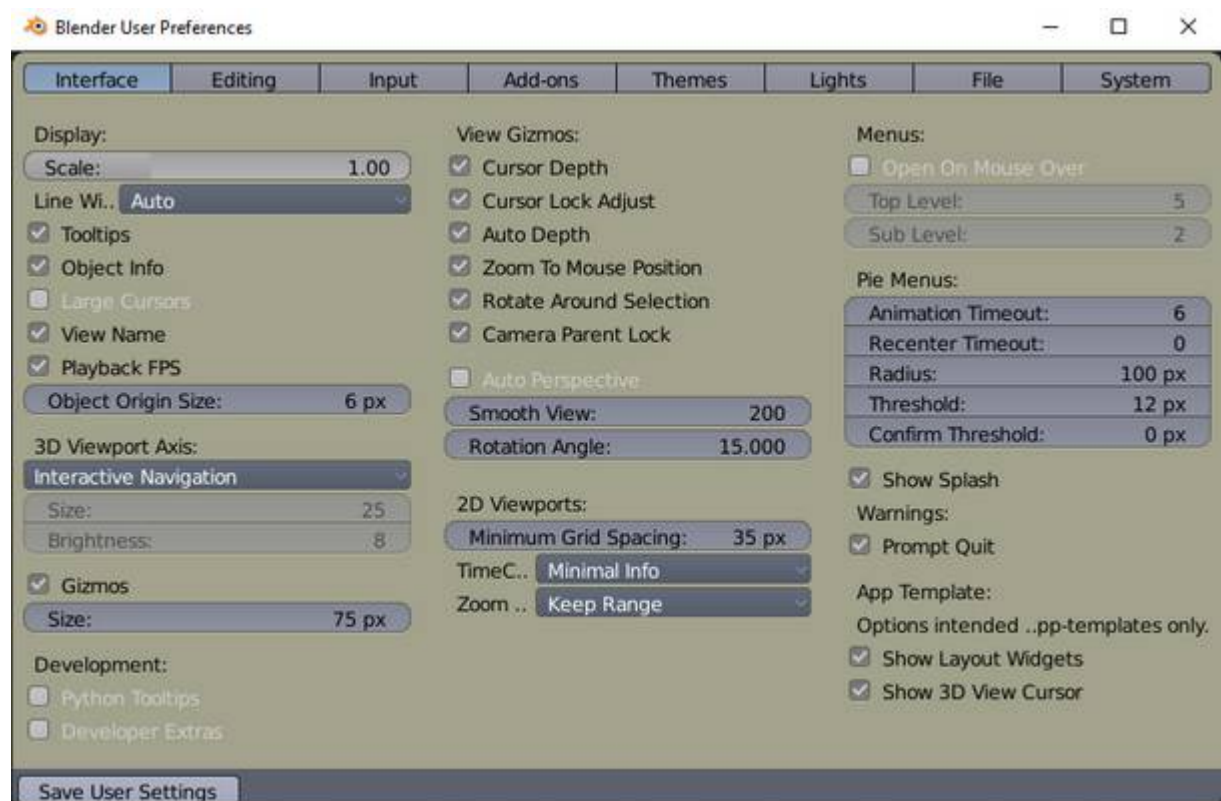 Blender User Preferences
Interface Editing Input Add-ons Themes Lights File System
Display:
Scale: 1.00
Line Wi.. Auto
Tooltips
Object Info
Large Cursors
View Name
Playback FPS
Object Origin Size: 6 px
3D Viewport Axis:
Interactive Navigation
Size: 25
Brightness: 8
Gizmos
Size: 75 px
Development:
Python Tooltips
Developer Extras
View Gizmos:
Cursor Depth
Cursor Lock Adjust
Auto Depth
Zoom To Mouse Position
Rotate Around Selection
Camera Parent Lock
Auto Perspective
Smooth View: 200
Rotation Angle: 15.000
2D Viewports:
Minimum Grid Spacing: 35 px
TimeC.. Minimal Info
Zoom .. Keep Range
Menus:
Open On Mouse Over
Top Level: 5
Sub Level: 2
Pie Menus:
Animation Timeout: 6
Recenter Timeout: 0
Radius: 100 px
Threshold: 12 px
Confirm Threshold: 0 px
Show Splash
Warnings:
Prompt Quit
App Template:
Options intended ..pp-templates only.
Show Layout Widgets
Show 3D View Cursor
Save User Settings